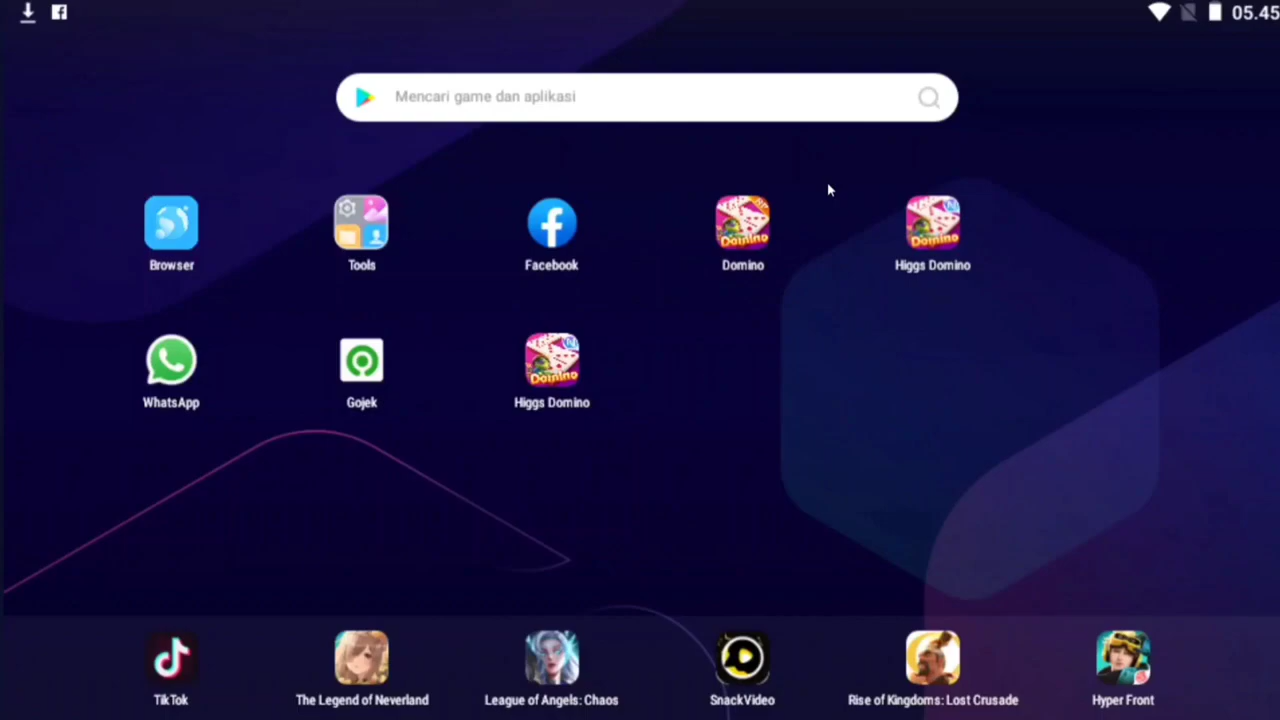 05.45
Mencari game dan aplikasi
Browser
Tools
Facebook
Domino
Higgs Domino
WhatsApp
Gojek
Higgs Domino
TikTok
The Legend of Neverland
League of Angels: Chaos
SnackVideo
Rise of Kingdoms: Lost Crusade
Hyper Front